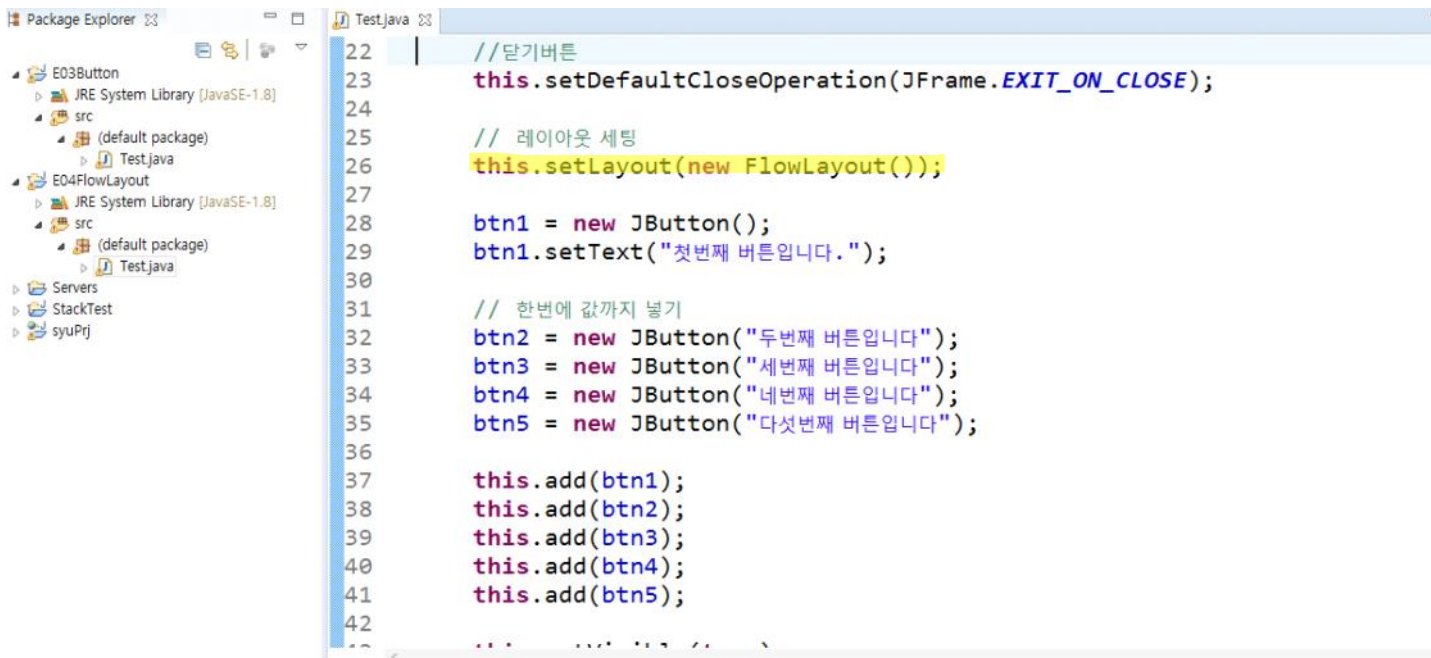 Package Explorer
E03Button
JRE System Library [JavaSE-1.8]
src
(default package)
Test.java
E04FlowLayout
JRE System Library [JavaSE-1.8]
src
(default package)
Test.java
Servers
StackTest
syuPrj
Test.java
22 //닫기버튼
23 this.setDefaultCloseOperation(JFrame.EXIT_ON_CLOSE);
24
25 // 레이아웃 세팅
26 this.setLayout(new FlowLayout());
27
28 btn1 = new JButton();
29 btn1.setText("첫번째 버튼입니다.");
30
31 // 한번에 값까지 넣기
32 btn2 = new JButton("두번째 버튼입니다");
33 btn3 = new JButton("세번째 버튼입니다");
34 btn4 = new JButton("네번째 버튼입니다");
35 btn5 = new JButton("다섯번째 버튼입니다");
36
37 this.add(btn1);
38 this.add(btn2);
39 this.add(btn3);
40 this.add(btn4);
41 this.add(btn5);
42